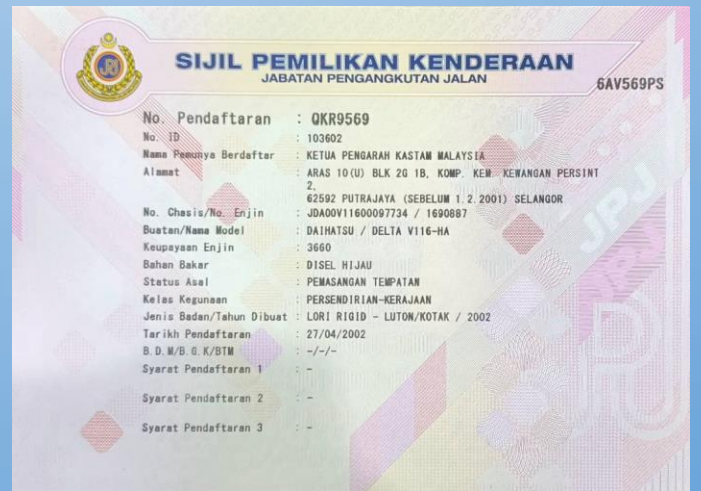 SIJIL PEMILIKAN KENDERAAN
JABATAN PENGANGKUTAN JALAN
6AV569PS
No. Pendaftaran : QKR9569
No. ID : 103602
Nama Pemunya Berdaftar : KETUA PENGARAH KASTAM MALAYSIA
Alamat : ARAS 10(U) BLK 2G 1B, KOMP. KEM. KEWANGAN PERSINT
2,
62592 PUTRAJAYA (SEBELUM 1.2.2001) SELANGOR
No. Chasis/No. Enjin : JDA00V11600097734 / 1690887
Buatan/Nama Model : DAIHATSU / DELTA V116-HA
Keupayaan Enjin : 3660
Bahan Bakar : DISEL HIJAU
Status Asal : PEMASANGAN TEMPATAN
Kelas Kegunaan : PERSENDIRIAN-KERAJAAN
Jenis Badan/Tahun Dibuat : LORI RIGID - LUTON/KOTAK / 2002
Tarikh Pendaftaran : 27/04/2002
B.D.M/B.G.K/BTM : -/-/-
Syarat Pendaftaran 1 : -
Syarat Pendaftaran 2 : -
Syarat Pendaftaran 3 : -
JPJ
JPJ